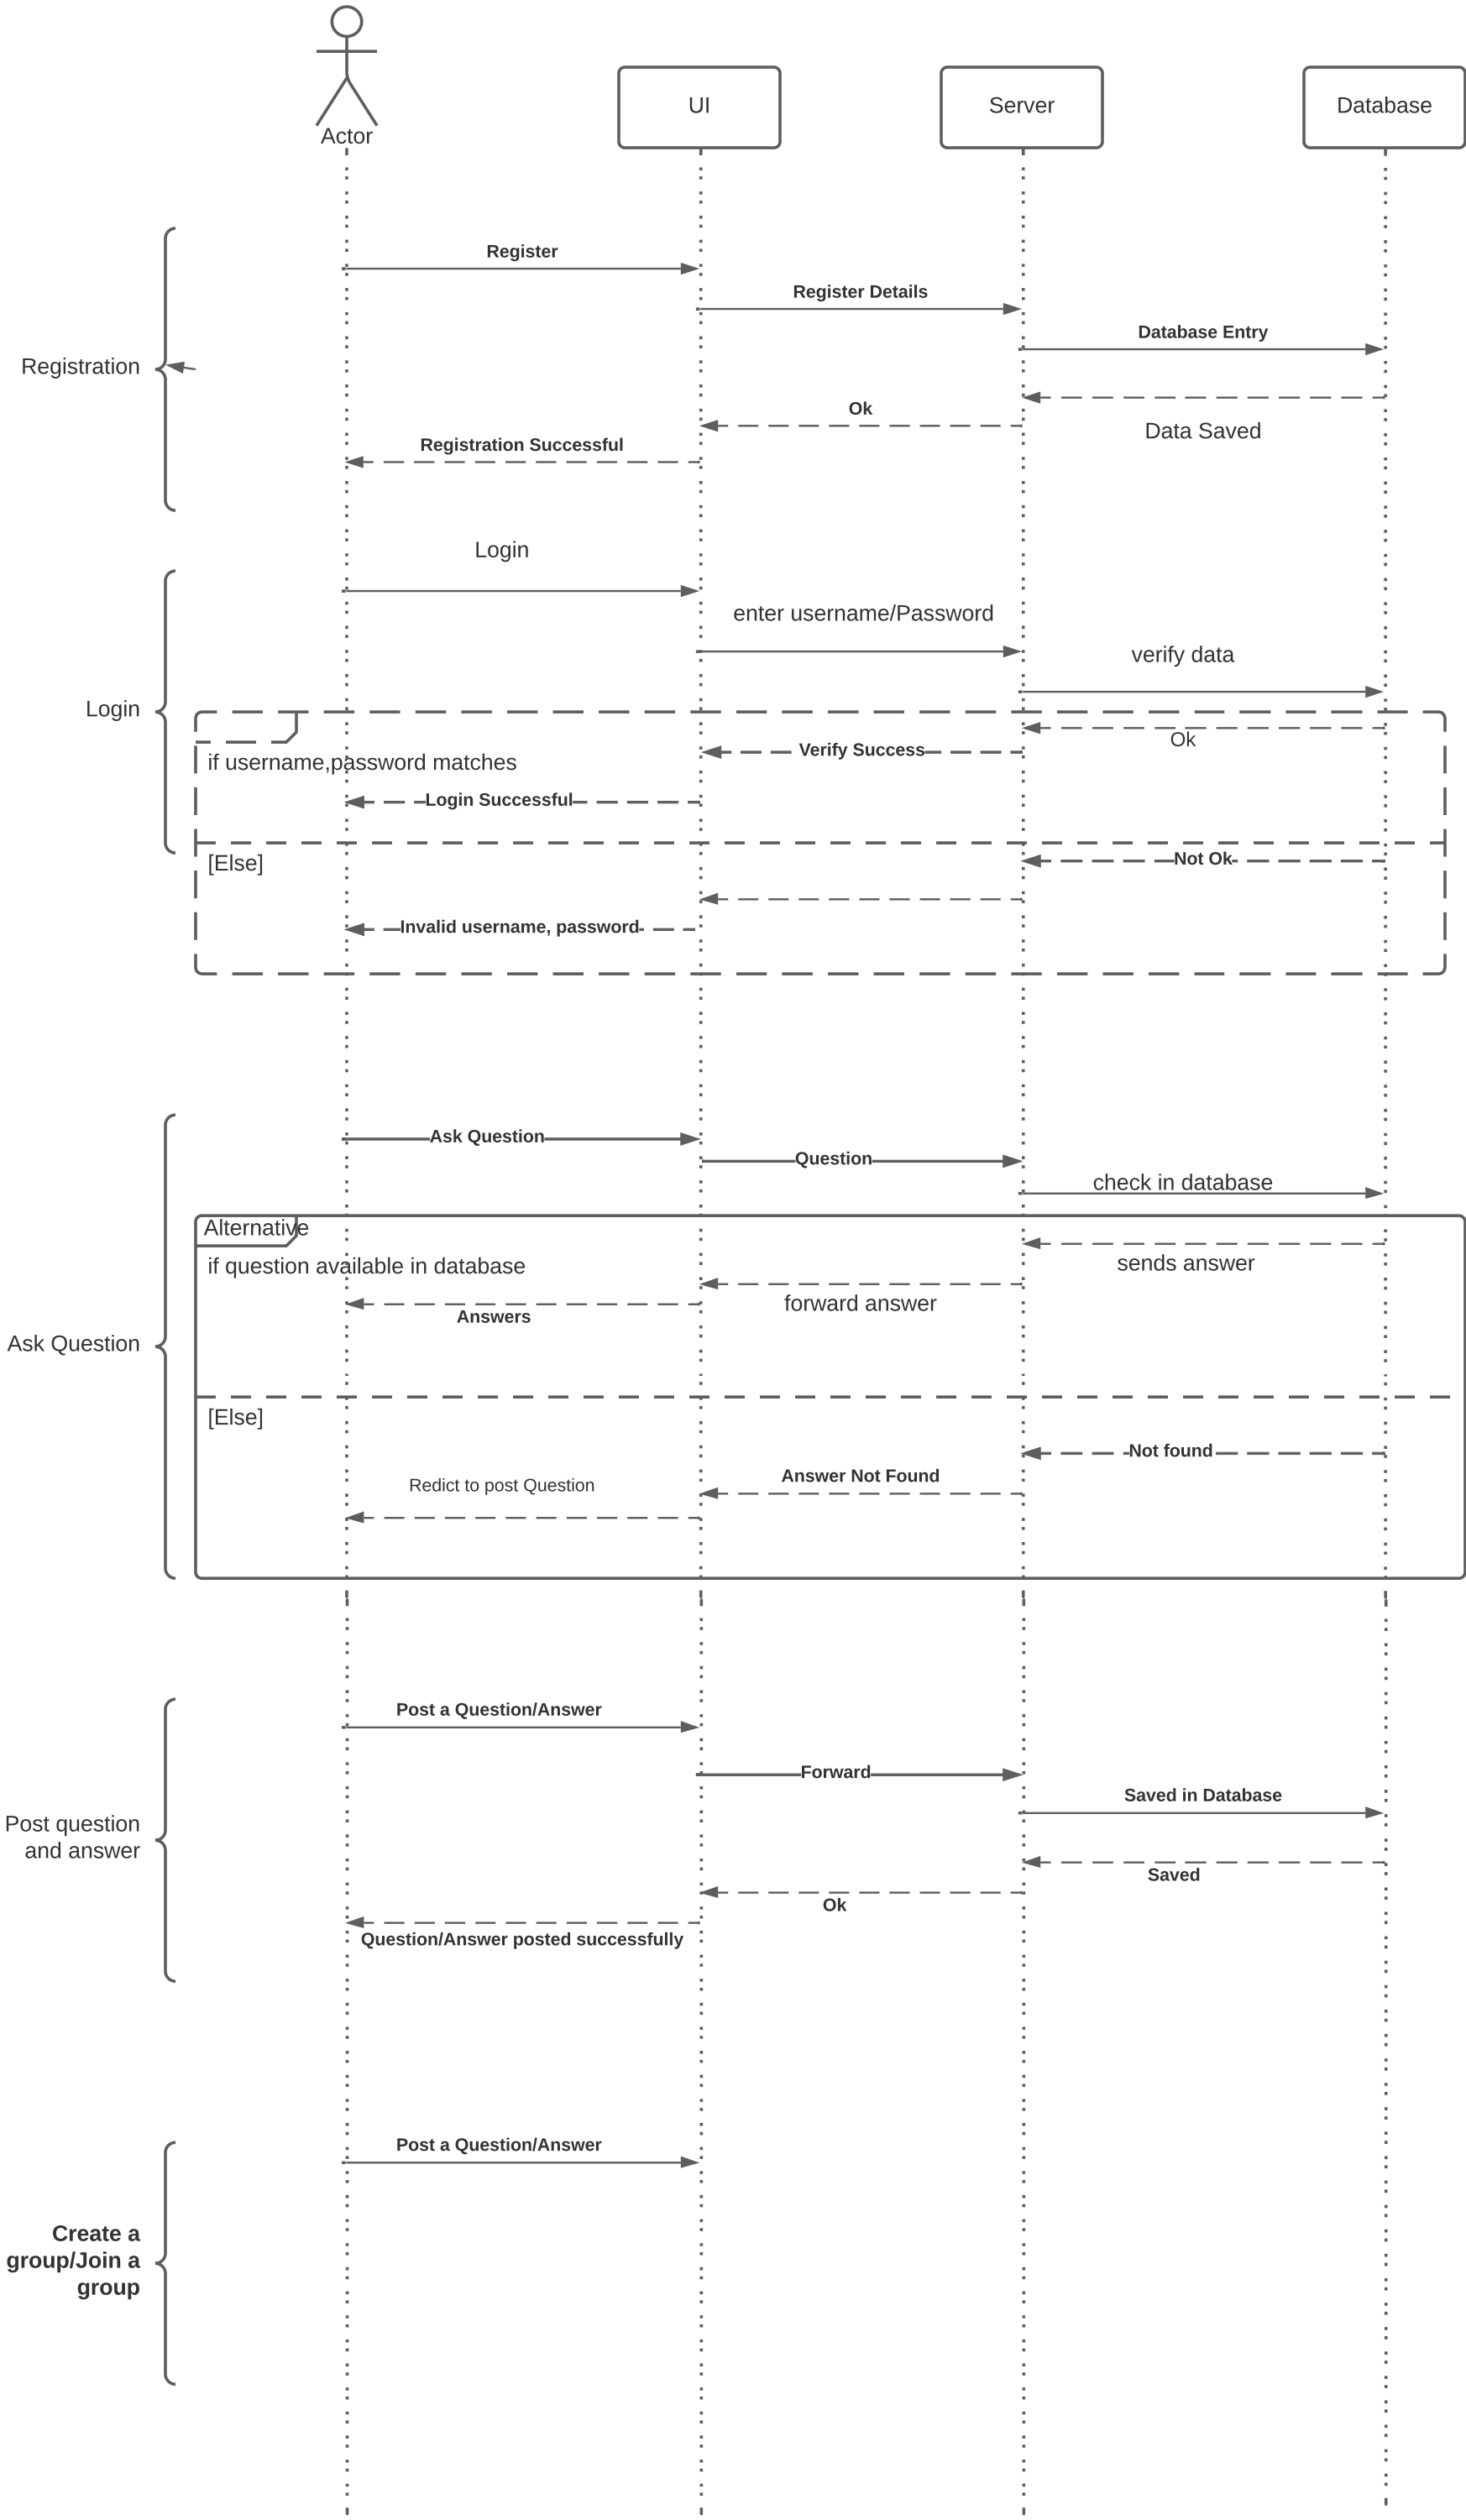 Actor
UI
Server
Database
Register
Register Details
Database Entry
Registration
Ok
Data Saved
Registration Successful
Login
enter username/Password
verify data
Login
Ok
Verify Success
if username,password matches
Login Successful
[Else]
Not Ok
Invalid username, password
Ask Question
Question
check in database
Alternative
if question available in database
sends answer
forward answer
Answers
Ask Question
[Else]
Not found
Answer Not Found
Redict to post Question
Post a Question/Answer
Forward
Saved in Database
Post question
and answer
Saved
Ok
Question/Answer posted successfully
Post a Question/Answer
Create a
group/Join a
group